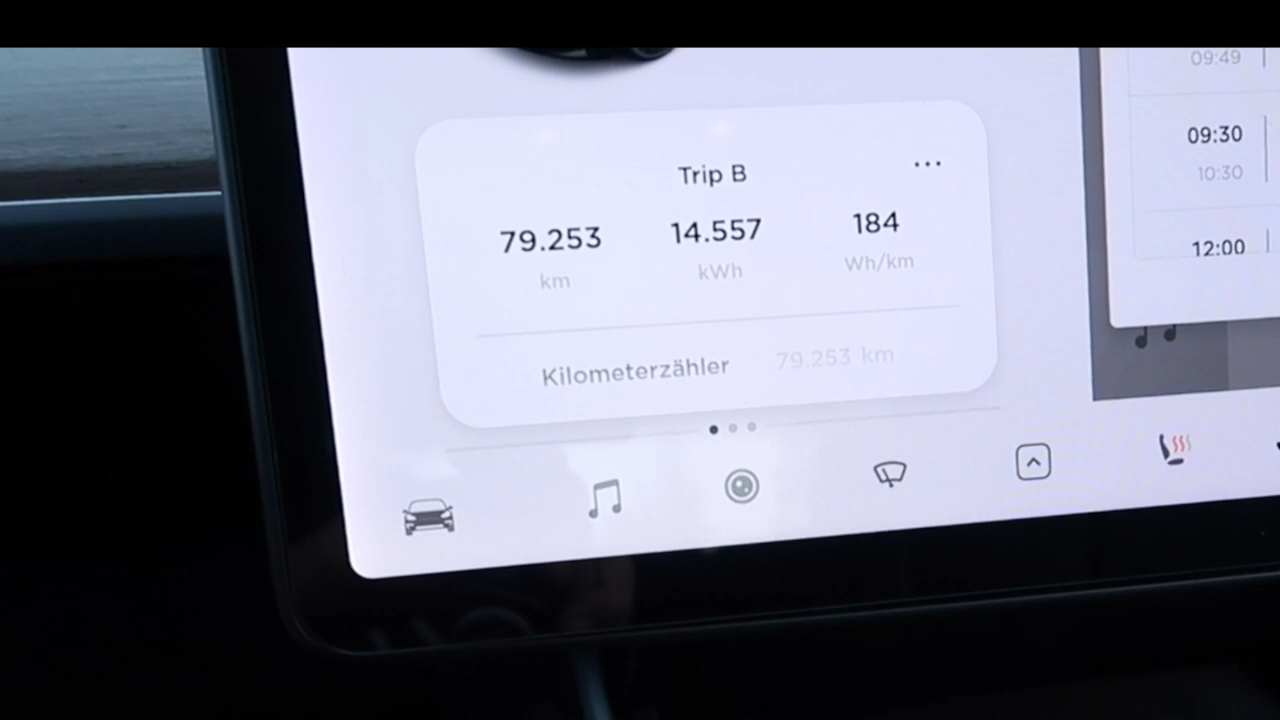 Trip B
79.253 14.557 184
km kWh Wh/km
Kilometerzähler 79.253 km
09:49
09:30
10:30
12:00